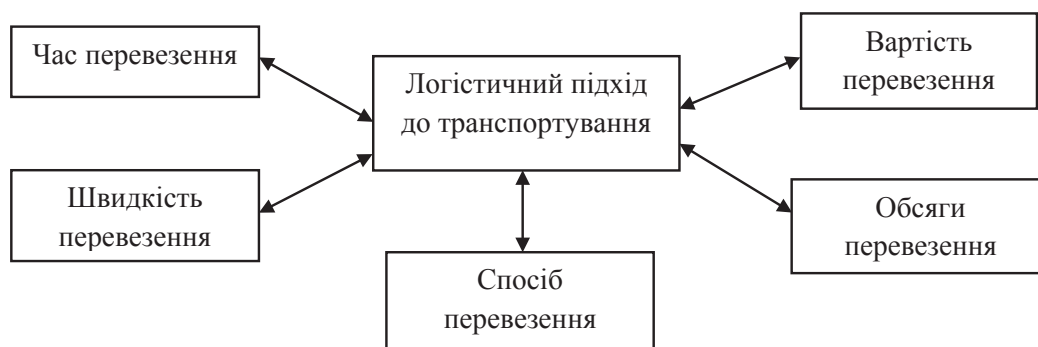 Час перевезення
Логістичний підхід
до транспортування
Вартість
перевезення
Швидкість
перевезення
Спосіб
перевезення
Обсяги
перевезення